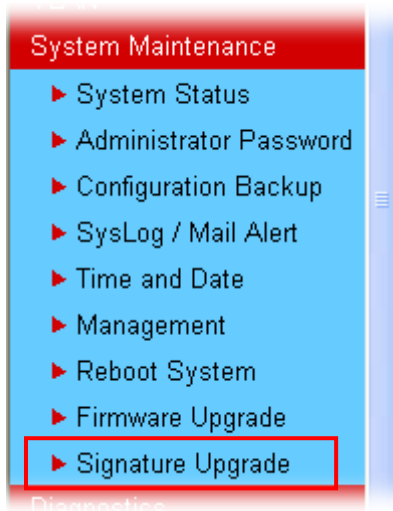 System Maintenance
System Status
Administrator Password
Configuration Backup
SysLog / Mail Alert
Time and Date
Management
Reboot System
Firmware Upgrade
Signature Upgrade
Diagnostics